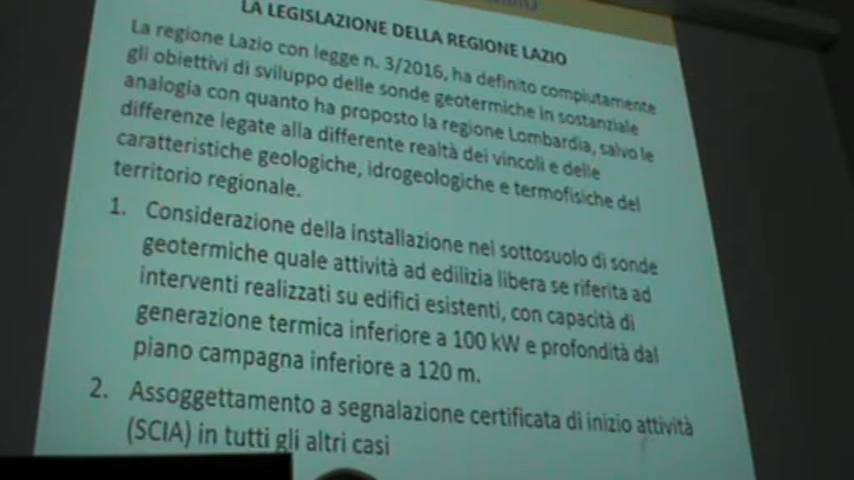 LA LEGISLAZIONE DELLA REGIONE LAZIO
La regione Lazio con legge n. 3/2016, ha definito compiutamente
gli obiettivi di sviluppo delle sonde geotermiche in sostanziale
analogia con quanto ha proposto la regione Lombardia, salvo le
differenze legate alla differente realtà dei vincoli e delle
caratteristiche geologiche, idrogeologiche e termofisiche del
territorio regionale.
1. Considerazione della installazione nel sottosuolo di sonde
geotermiche quale attività ad edilizia libera se riferita ad
interventi realizzati su edifici esistenti, con capacità di
generazione termica inferiore a 100 kW e profondità dal
piano campagna inferiore a 120 m.
2. Assoggettamento a segnalazione certificata di inizio attività
(SCIA) in tutti gli altri casi